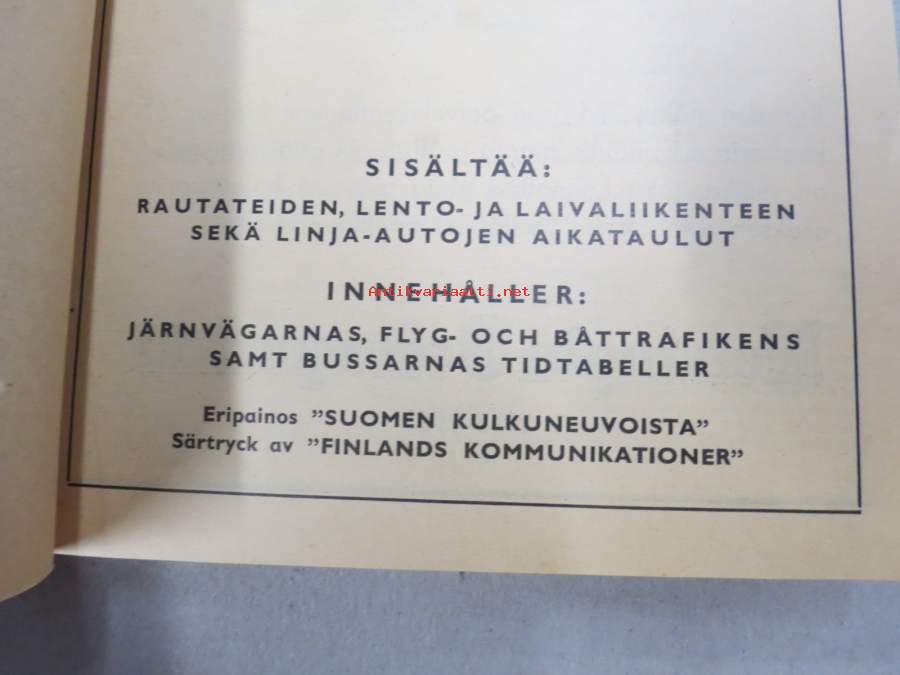 SISÄLTÄÄ:
RAUTATEIDEN, LENTO- JA LAIVALIIKENTEEN
SEKÄ LINJA-AUTOJEN AIKATAULUT
INNEHÅLLER:
Antikvariaatti.net
JÄRNVÄGARNAS, FLYG- OCH BÅTTRAFIKENS
SAMT BUSSARNAS TIDTABELLER
Eripainos ”SUOMEN KULKUNEUVOISTA”
Särtryck av ”FINLANDS KOMMUNIKATIONER”